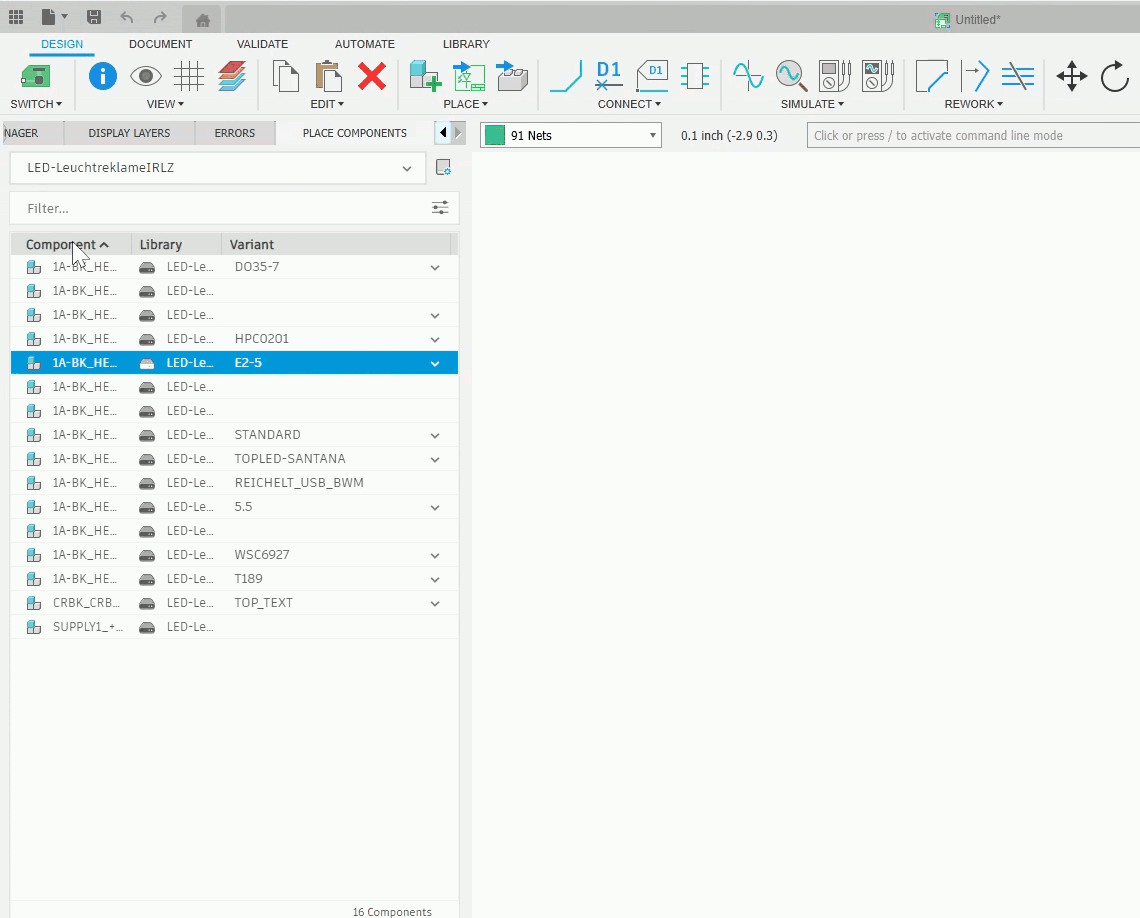 Untitled*
DESIGN DOCUMENT VALIDATE AUTOMATE LIBRARY
D1 D1
SWITCH VIEW EDIT PLACE CONNECT SIMULATE REWORK
NAGER DISPLAY LAYERS ERRORS PLACE COMPONENTS
91 Nets 0.1 inch (-2.9 0.3) Click or press / to activate command line mode
LED-LeuchtreklameIRLZ
Filter...
Component Library Variant
1A-BK_HE... LED-Le... DO35-7
1A-BK_HE... LED-Le...
1A-BK_HE... LED-Le...
1A-BK_HE... LED-Le... HPC0201
1A-BK_HE... LED-Le... E2-5
1A-BK_HE... LED-Le...
1A-BK_HE... LED-Le...
1A-BK_HE... LED-Le... STANDARD
1A-BK_HE... LED-Le... TOPLED-SANTANA
1A-BK_HE... LED-Le... REICHELT_USB_BWM
1A-BK_HE... LED-Le... 5.5
1A-BK_HE... LED-Le...
1A-BK_HE... LED-Le... WSC6927
1A-BK_HE... LED-Le... T189
CRBK_CRB... LED-Le... TOP_TEXT
SUPPLY1_+... LED-Le...
16 Components